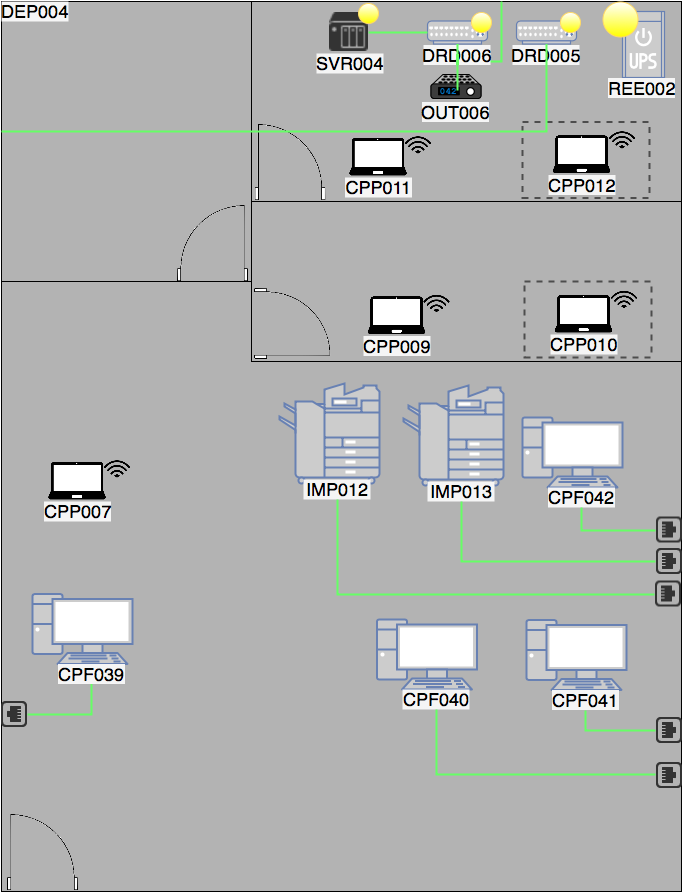 DEP004
SVR004
DRD006
DRD005
UPS
REE002
042
OUT006
CPP011
CPP012
CPP009
CPP010
IMP012
IMP013
CPF042
CPP007
CPF039
CPF040
CPF041